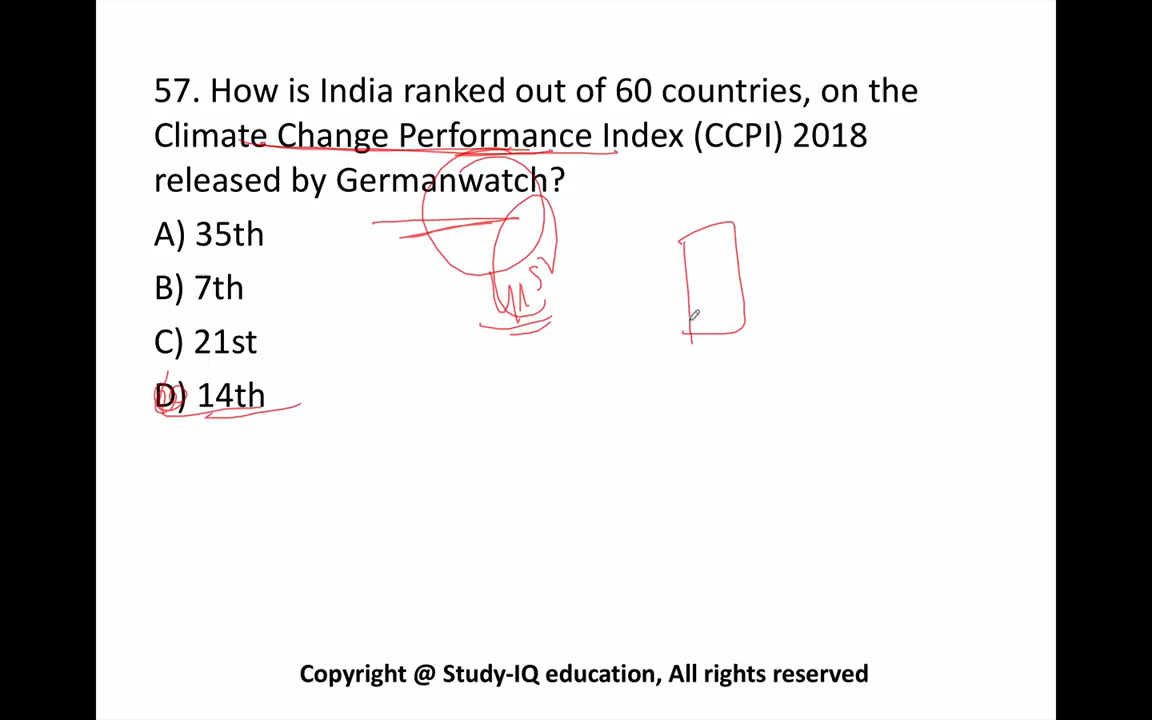 57. How is India ranked out of 60 countries, on the
Climate Change Performance Index (CCPI) 2018
released by Germanwatch?
A) 35th
B) 7th
C) 21st
D) 14th
Copyright @ Study-IQ education, All rights reserved